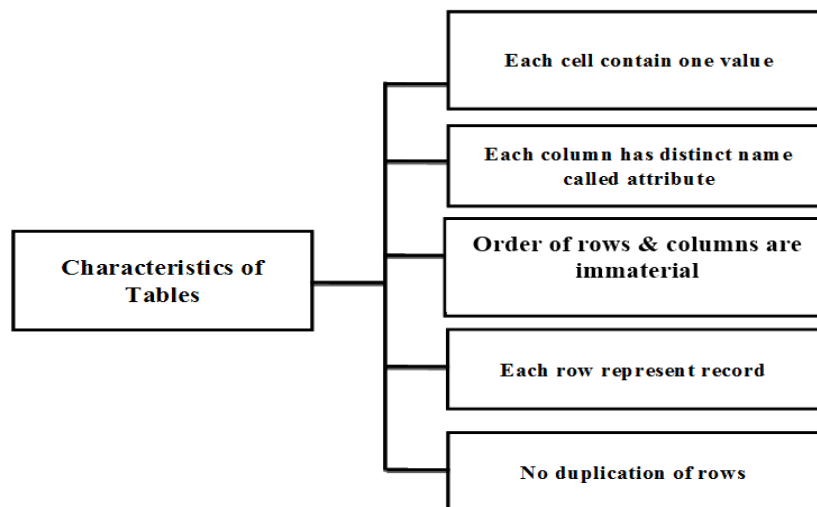 Each cell contain one value
Each column has distinct name
called attribute
Order of rows & columns are
immaterial
Characteristics of
Tables
Each row represent record
No duplication of rows